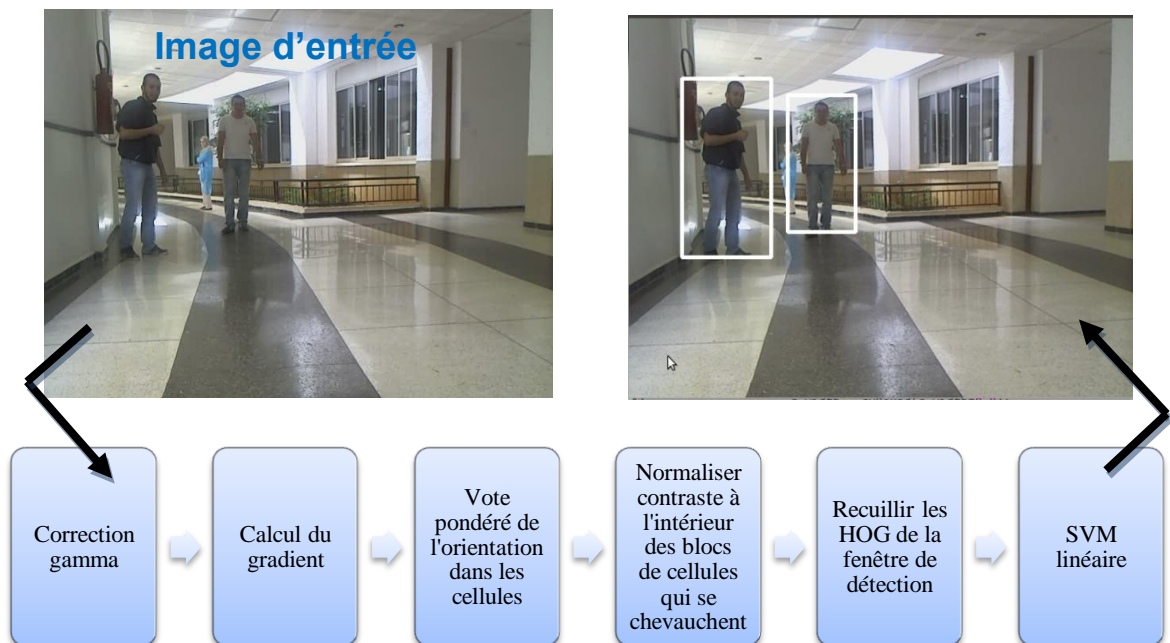 Image d'entrée
Correction
gamma
Calcul du
gradient
Vote
pondéré de
l'orientation
dans les
cellules
Normaliser
contraste à
l'intérieur
des blocs
de cellules
qui se
chevauchent
Recuillir les
HOG de la
fenêtre de
détection
SVM
linéaire